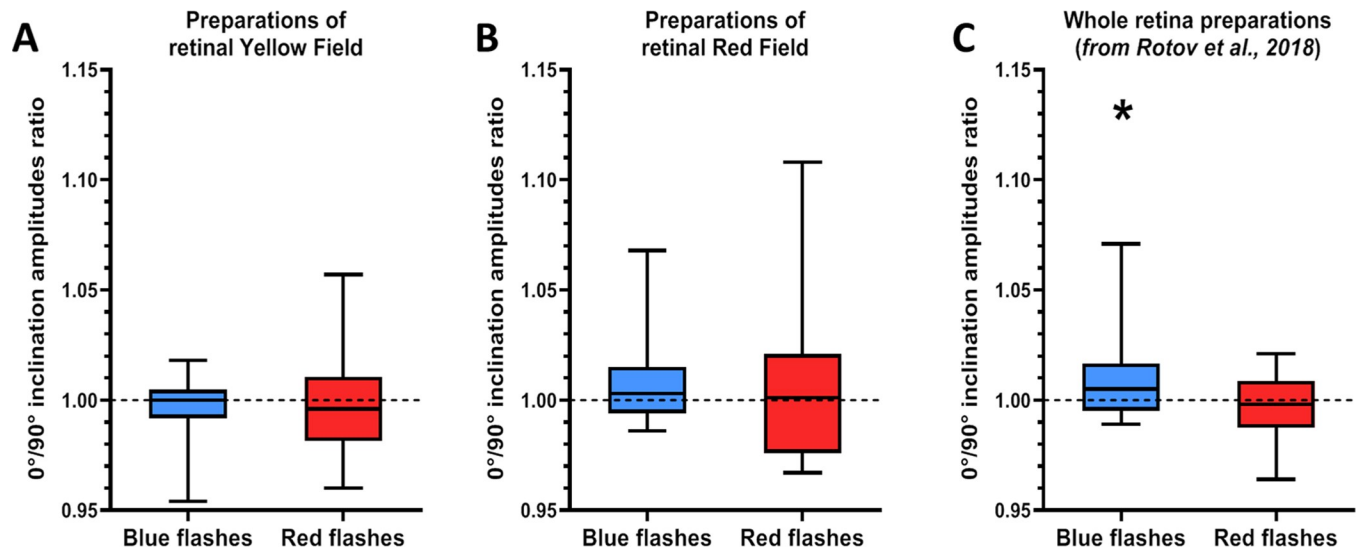 A
Preparations of
retinal Yellow Field
0°/90° inclination amplitudes ratio
1.15
1.10
1.05
1.00
0.95
Blue flashes
Red flashes
B
Preparations of
retinal Red Field
0°/90° inclination amplitudes ratio
1.15
1.10
1.05
1.00
0.95
Blue flashes
Red flashes
C
Whole retina preparations
(from Rotov et al., 2018)
0°/90° inclination amplitudes ratio
1.15
1.10
1.05
1.00
0.95
*
Blue flashes
Red flashes